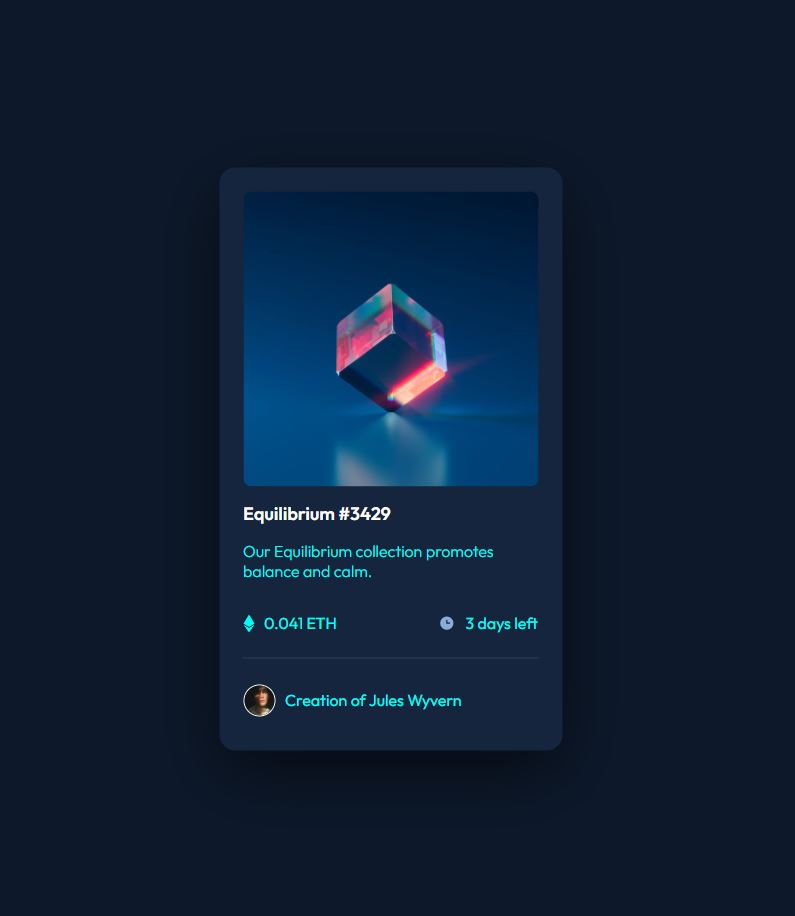 Equilibrium #3429
Our Equilibrium collection promotes
balance and calm.
0.041 ETH
3 days left
Creation of Jules Wyvern